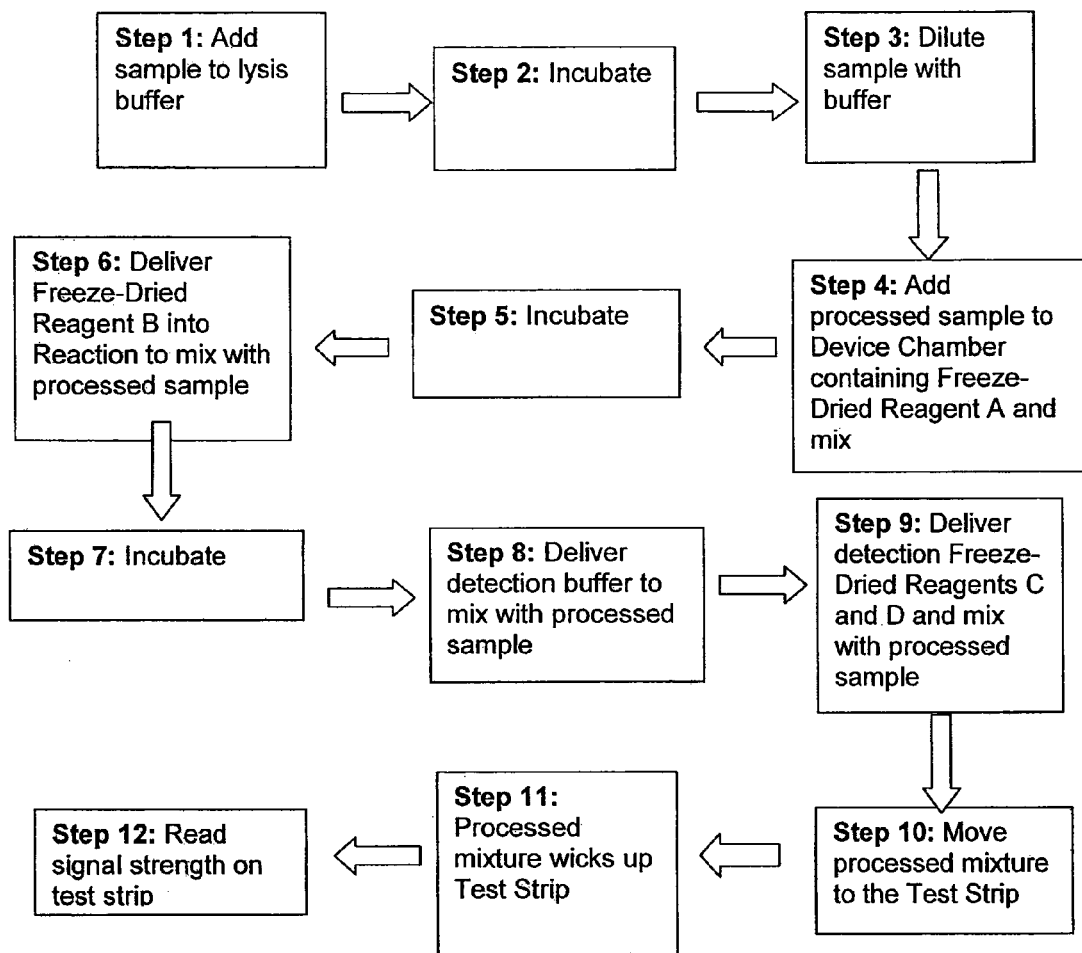 Step 1: Add
sample to lysis
buffer
Step 2: Incubate
Step 3: Dilute
sample with
buffer
Step 4: Add
processed sample to
Device Chamber
containing Freeze-
Dried Reagent A and
mix
Step 5: Incubate
Step 6: Deliver
Freeze-Dried
Reagent B into
Reaction to mix with
processed sample
Step 7: Incubate
Step 8: Deliver
detection buffer to
mix with processed
sample
Step 9: Deliver
detection Freeze-
Dried Reagents C
and D and mix
with processed
sample
Step 10: Move
processed mixture
to the Test Strip
Step 11:
Processed
mixture wicks up
Test Strip
Step 12: Read
signal strength on
test strip